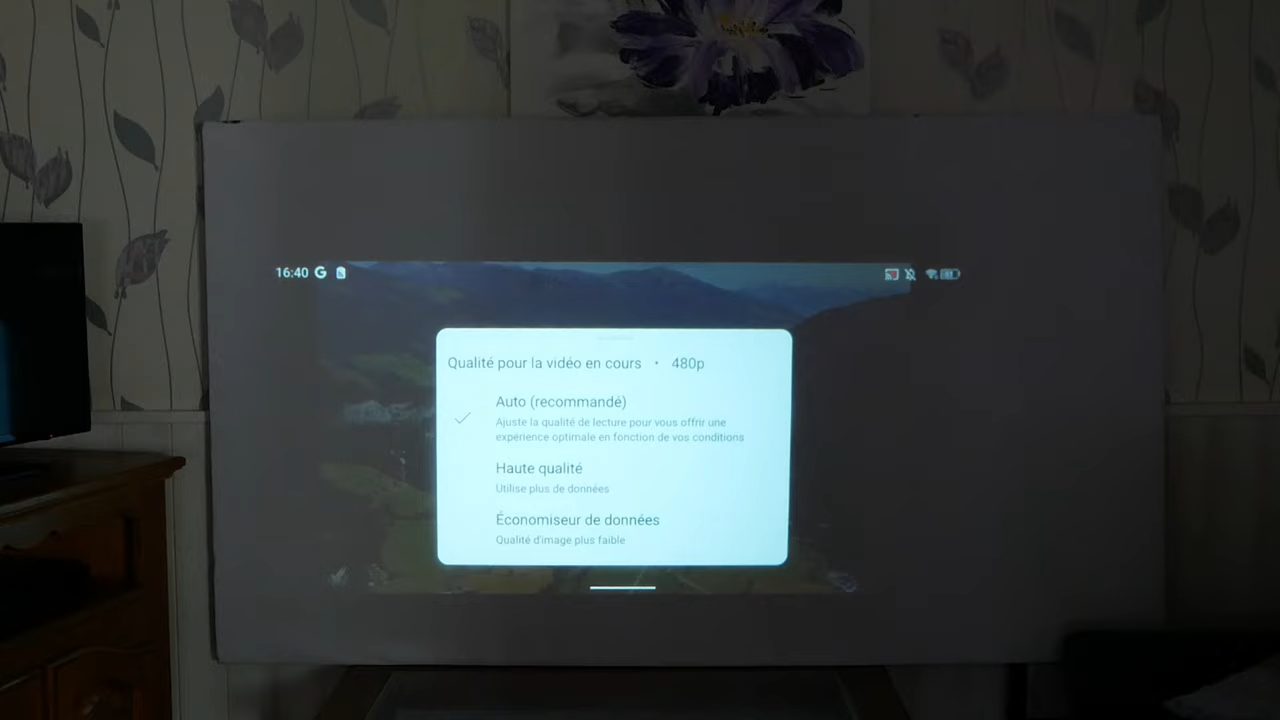 16:40 G
Qualité pour la vidéo en cours • 480p
Auto (recommandé)
Ajuste la qualité de lecture pour vous offrir une
expérience optimale en fonction de vos conditions
Haute qualité
Utilise plus de données
Économiseur de données
Qualité d'image plus faible